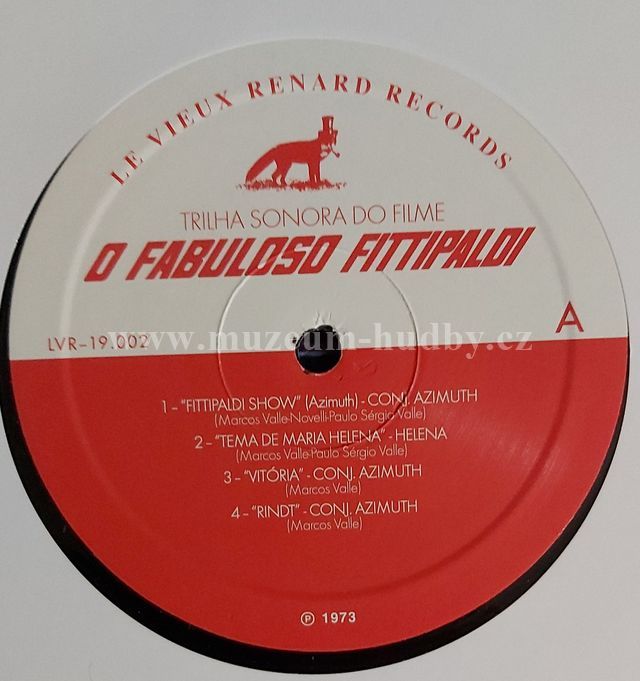 LE VIEUX RENARD RECORDS
TRILHA SONORA DO FILME
O FABULOSO FITTIPALDI
LVR-19.002
www.muzeum-hudby.cz
A
1 – “FITTIPALDI SHOW” (Azimuth) - CONJ. AZIMUTH
(Marcos Valle-Novelli-Paulo Sérgio Valle)
2 – “TEMA DE MARIA HELENA” - HELENA
(Marcos Valle-Paulo Sérgio Valle)
3 – “VITÓRIA” - CONJ. AZIMUTH
(Marcos Valle)
4 – “RINDT” - CONJ. AZIMUTH
(Marcos Valle)
℗ 1973